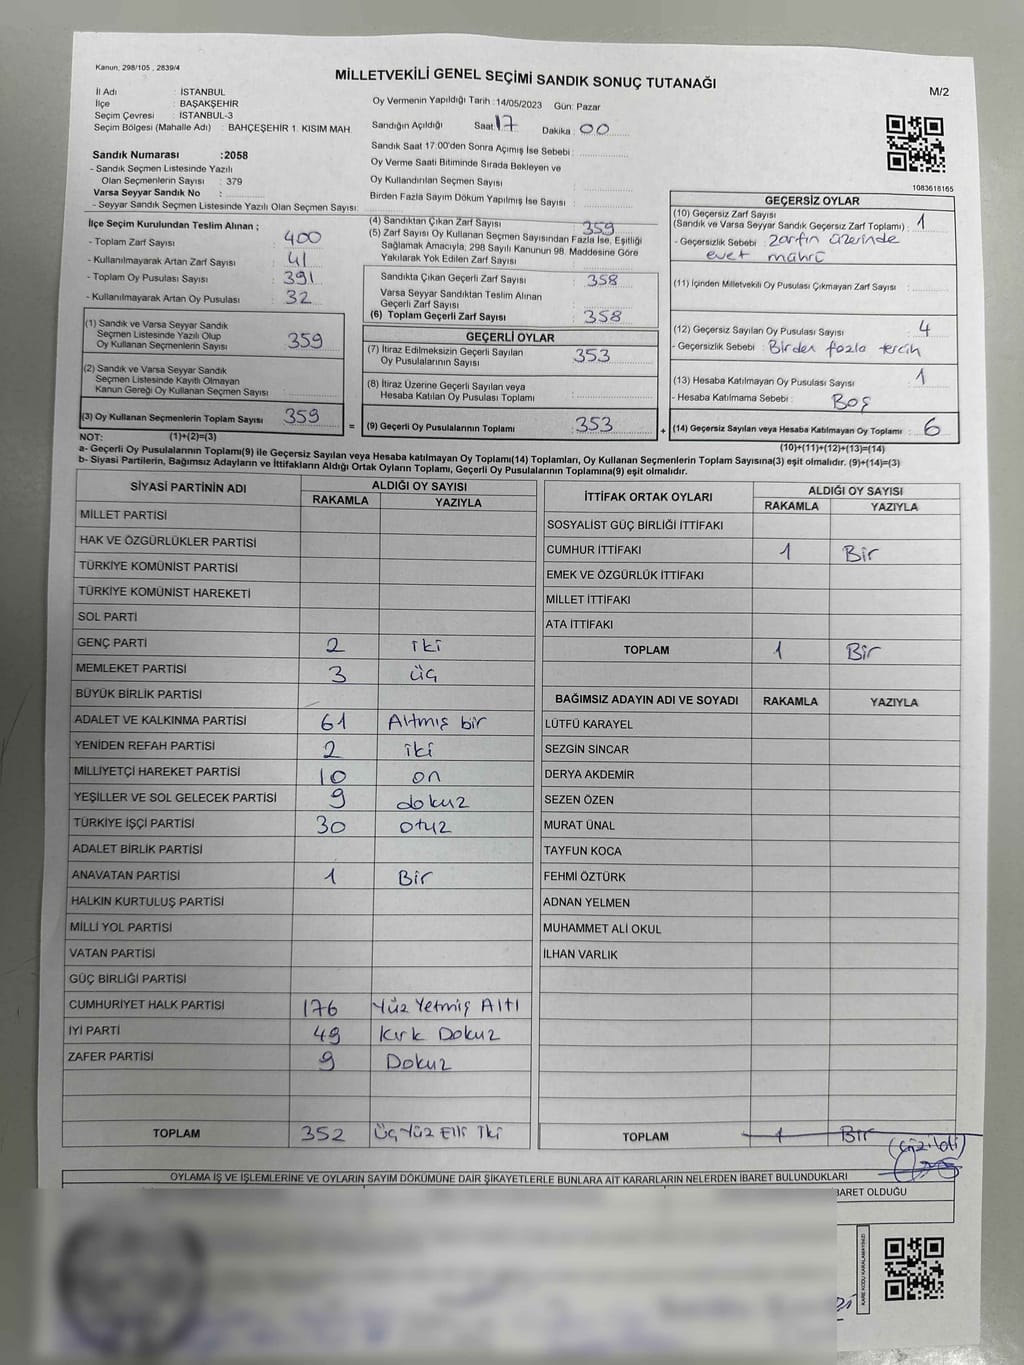 Kanun; 298/105 , 2839/4
MİLLETVEKİLİ GENEL SEÇİMİ SANDIK SONUÇ TUTANAĞI
M/2
İl Adı : İSTANBUL
İlçe : BAŞAKŞEHİR
Seçim Çevresi : İSTANBUL-3
Seçim Bölgesi (Mahalle Adı) : BAHÇEŞEHİR 1. KISIM MAH.
Sandık Numarası :2058
- Sandık Seçmen Listesinde Yazılı
Olan Seçmenlerin Sayısı : 379
Varsa Seyyar Sandık No :
- Seyyar Sandık Seçmen Listesinde Yazılı Olan Seçmen Sayısı:
Oy Vermenin Yapıldığı Tarih :14/05/2023 Gün: Pazar
Sandığın Açıldığı Saat: 17 Dakika : 00
Sandık Saat 17:00'den Sonra Açımış İse Sebebi :
Oy Verme Saati Bitiminde Sırada Bekleyen ve
Oy Kullandırılan Seçmen Sayısı :
Birden Fazla Sayım Döküm Yapılmış İse Sayısı :
1083618165
İlçe Seçim Kurulundan Teslim Alınan ;
- Toplam Zarf Sayısı : 400
- Kullanılmayarak Artan Zarf Sayısı : 41
- Toplam Oy Pusulası Sayısı : 391
- Kullanılmayarak Artan Oy Pusulası : 32
(1) Sandık ve Varsa Seyyar Sandık
Seçmen Listesinde Yazılı Olup
Oy Kullanan Seçmenlerin Sayısı : 359
(2) Sandık ve Varsa Seyyar Sandık
Seçmen Listesinde Kayıtlı Olmayan
Kanun Gereği Oy Kullanan Seçmen Sayısı :
(3) Oy Kullanan Seçmenlerin Toplam Sayısı : 359
(4) Sandıktan Çıkan Zarf Sayısı : 359
(5) Zarf Sayısı Oy Kullanan Seçmen Sayısından Fazla İse, Eşitliği
Sağlamak Amacıyla, 298 Sayılı Kanunun 98. Maddesine Göre
Yakılarak Yok Edilen Zarf Sayısı :
Sandıkta Çıkan Geçerli Zarf Sayısı : 358
Varsa Seyyar Sandıktan Teslim Alınan
Geçerli Zarf Sayısı :
(6) Toplam Geçerli Zarf Sayısı : 358
GEÇERLİ OYLAR
(7) İtiraz Edilmeksizin Geçerli Sayılan
Oy Pusulalarının Sayısı : 353
(8) İtiraz Üzerine Geçerli Sayılan veya
Hesaba Katılan Oy Pusulası Toplamı :
= (9) Geçerli Oy Pusulalarının Toplamı : 353
GEÇERSİZ OYLAR
(10) Geçersiz Zarf Sayısı
(Sandık ve Varsa Seyyar Sandık Geçersiz Zarf Toplamı) : 1
- Geçersizlik Sebebi : zarfın üzerinde
evet mührü
(11) İçinden Milletvekili Oy Pusulası Çıkmayan Zarf Sayısı :
(12) Geçersiz Sayılan Oy Pusulası Sayısı : 4
- Geçersizlik Sebebi : Birden fazla tercih
(13) Hesaba Katılmayan Oy Pusulası Sayısı : 1
- Hesaba Katılmama Sebebi : Boş
+ (14) Geçersiz Sayılan veya Hesaba Katılmayan Oy Toplamı : 6
NOT: (1)+(2)=(3) (10)+(11)+(12)+(13)=(14)
a- Geçerli Oy Pusulalarının Toplamı(9) ile Geçersiz Sayılan veya Hesaba katılmayan Oy Toplamı(14) Toplamları, Oy Kullanan Seçmenlerin Toplam Sayısına(3) eşit olmalıdır. (9)+(14)=(3)
b- Siyasi Partilerin, Bağımsız Adayların ve İttifakların Aldığı Ortak Oyların Toplamı, Geçerli Oy Pusulalarının Toplamına(9) eşit olmalıdır.
SİYASİ PARTİNİN ADI ALDIĞI OY SAYISI
RAKAMLA YAZIYLA
MİLLET PARTİSİ
HAK VE ÖZGÜRLÜKLER PARTİSİ
TÜRKİYE KOMÜNİST PARTİSİ
TÜRKİYE KOMÜNİST HAREKETİ
SOL PARTİ
GENÇ PARTİ 2 iki
MEMLEKET PARTİSİ 3 üç
BÜYÜK BİRLİK PARTİSİ
ADALET VE KALKINMA PARTİSİ 61 Altmış bir
YENİDEN REFAH PARTİSİ 2 iki
MİLLİYETÇİ HAREKET PARTİSİ 10 on
YEŞİLLER VE SOL GELECEK PARTİSİ 9 dokuz
TÜRKİYE İŞÇİ PARTİSİ 30 otuz
ADALET BİRLİK PARTİSİ
ANAVATAN PARTİSİ 1 Bir
HALKIN KURTULUŞ PARTİSİ
MİLLİ YOL PARTİSİ
VATAN PARTİSİ
GÜÇ BİRLİĞİ PARTİSİ
CUMHURİYET HALK PARTİSİ 176 Yüz Yetmiş Altı
İYİ PARTİ 49 Kırk Dokuz
ZAFER PARTİSİ 9 Dokuz
TOPLAM 352 Üç Yüz Elli İki
İTTİFAK ORTAK OYLARI ALDIĞI OY SAYISI
RAKAMLA YAZIYLA
SOSYALİST GÜÇ BİRLİĞİ İTTİFAKI
CUMHUR İTTİFAKI 1 Bir
EMEK VE ÖZGÜRLÜK İTTİFAKI
MİLLET İTTİFAKI
ATA İTTİFAKI
TOPLAM 1 Bir
BAĞIMSIZ ADAYIN ADI VE SOYADI RAKAMLA YAZIYLA
LÜTFÜ KARAYEL
SEZGİN SİNCAR
DERYA AKDEMİR
SEZEN ÖZEN
MURAT ÜNAL
TAYFUN KOCA
FEHMİ ÖZTÜRK
ADNAN YELMEN
MUHAMMET ALİ OKUL
İLHAN VARLIK
TOPLAM 1 Bir
(çizildi)
OYLAMA İŞ VE İŞLEMLERİNE VE OYLARIN SAYIM DÖKÜMÜNE DAİR ŞİKAYETLERLE BUNLARA AİT KARARLARIN NELERDEN İBARET BULUNDUKLARI
BARET OLDUĞU
KARE KODU KARALAMAYINIZ!